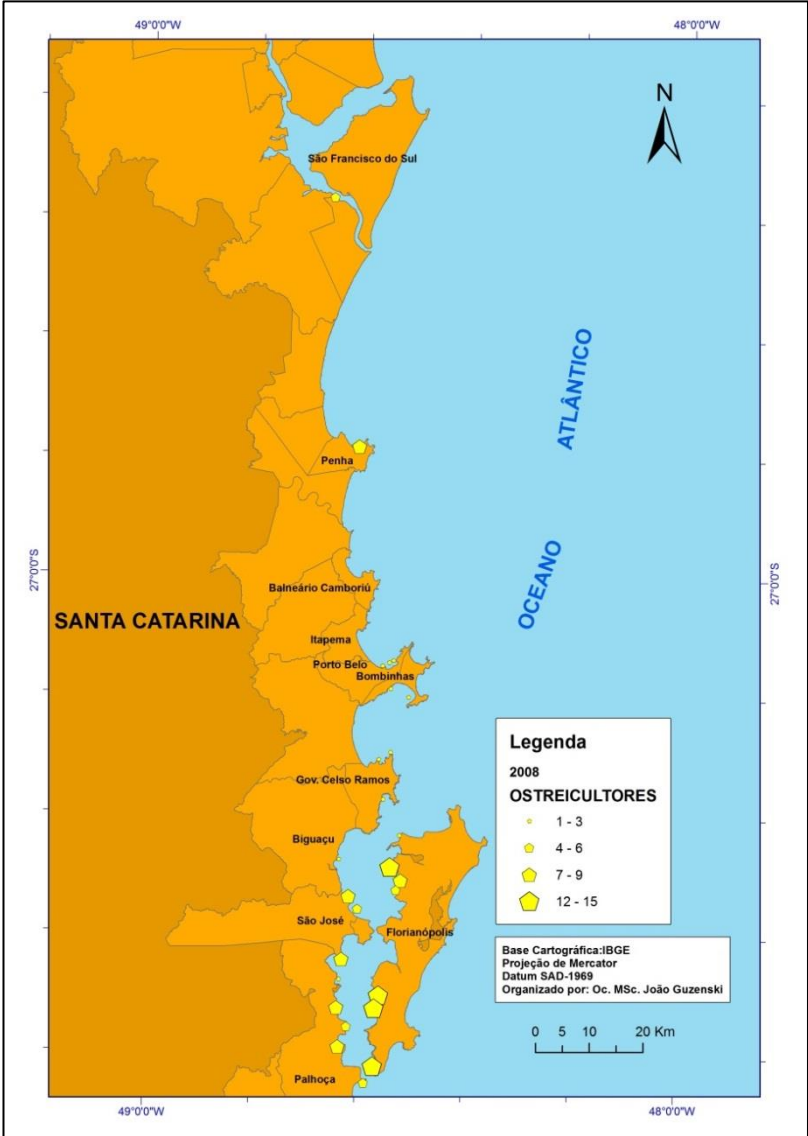 49°0'0"W
48°0'0"W
N
São Francisco do Sul
ATLÂNTICO
Penha
27°0'0"S
27°0'0"S
OCEANO
Balneário Camboriú
SANTA CATARINA
Itapema
Porto Belo
Bombinhas
Legenda
2008
OSTREICULTORES
1 - 3
4 - 6
7 - 9
12 - 15
Gov. Celso Ramos
Biguaçu
São José
Florianópolis
Base Cartográfica:IBGE
Projeção de Mercator
Datum SAD-1969
Organizado por: Oc. MSc. João Guzenski
0 5 10 20 Km
Palhoça
49°0'0"W
48°0'0"W